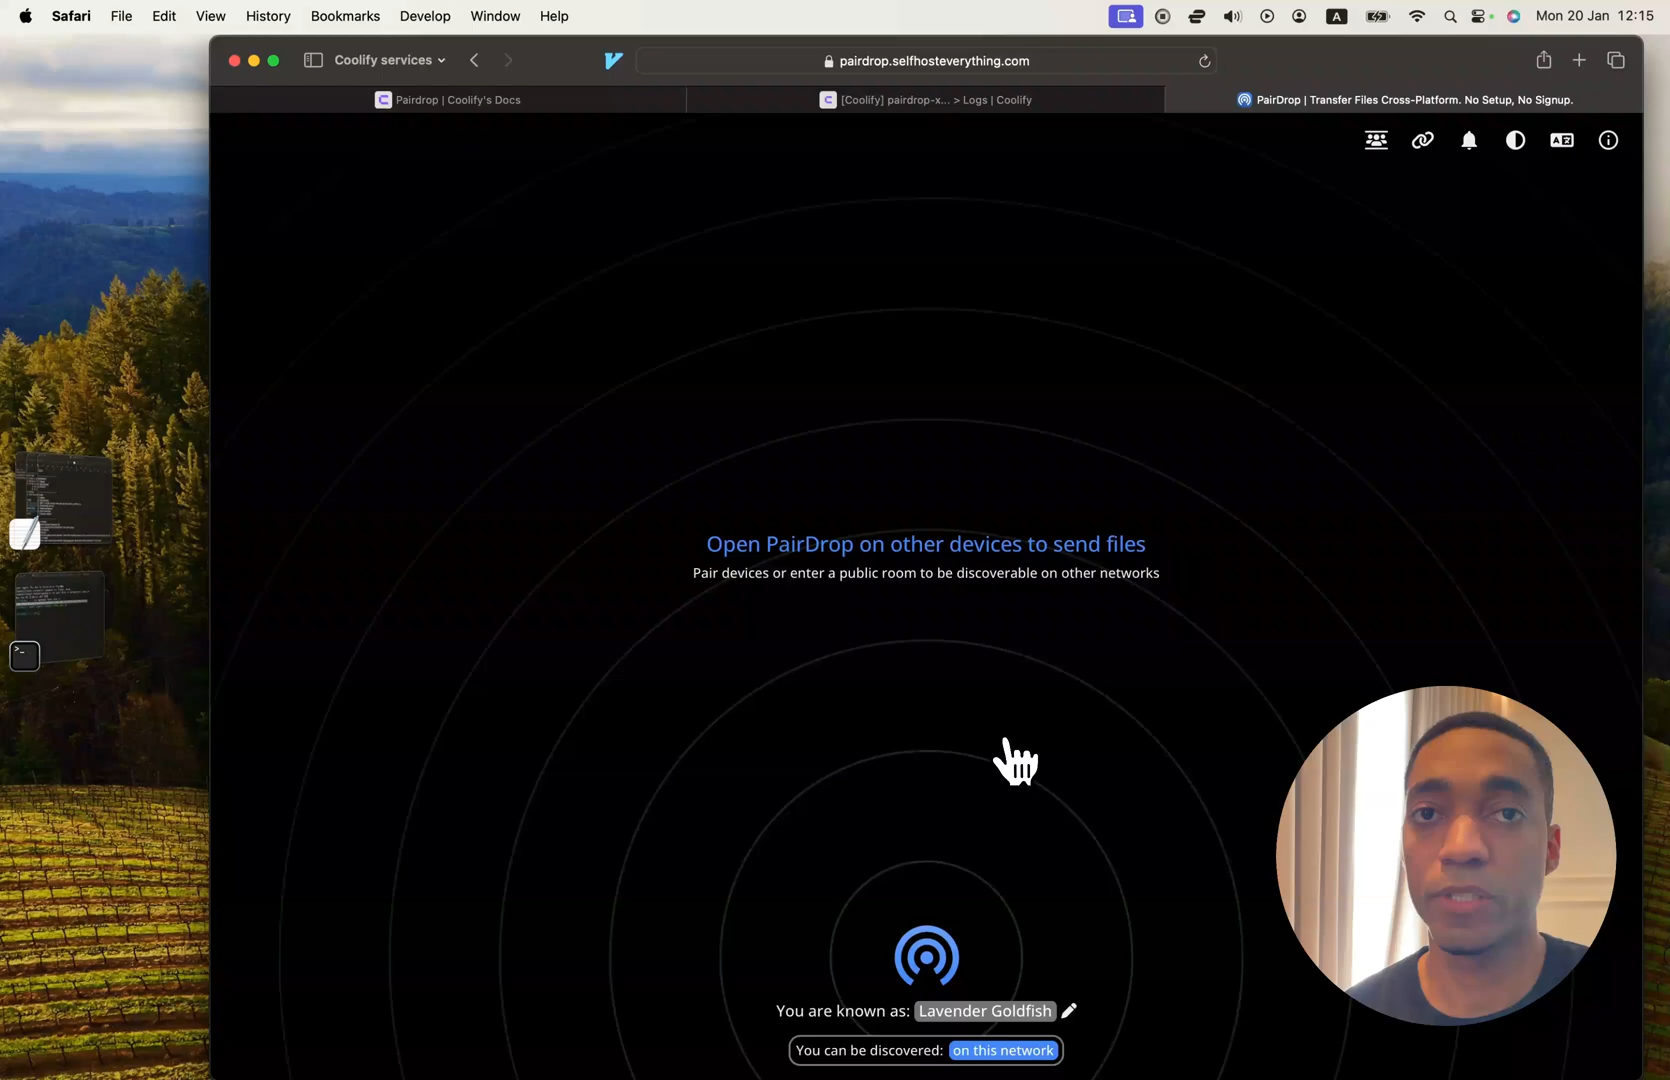 Safari File Edit View History Bookmarks Develop Window Help
A
Mon 20 Jan 12:15
Coolify services
pairdrop.selfhosteverything.com
Pairdrop | Coolify's Docs
[Coolify] pairdrop-x... > Logs | Coolify
PairDrop | Transfer Files Cross-Platform. No Setup, No Signup.
Open PairDrop on other devices to send files
Pair devices or enter a public room to be discoverable on other networks
You are known as: Lavender Goldfish
You can be discovered: on this network